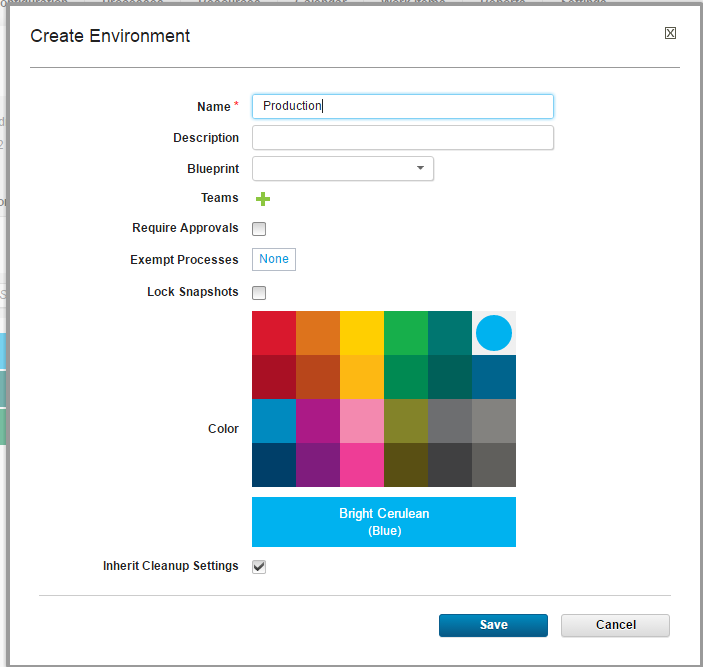 Create Environment
Name *
Production
Description
Blueprint
Teams
Require Approvals
Exempt Processes
None
Lock Snapshots
Color
Bright Cerulean
(Blue)
Inherit Cleanup Settings
Save
Cancel